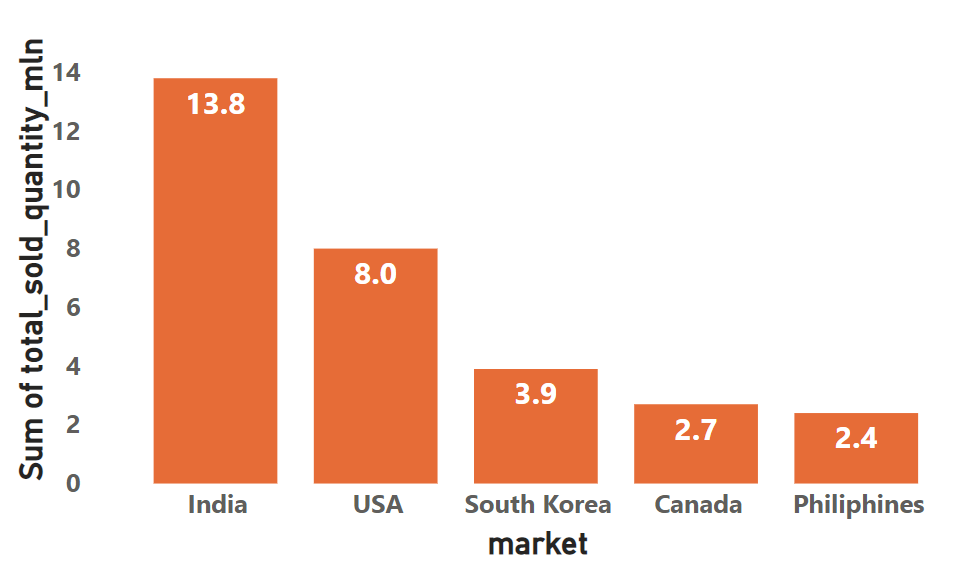 Sum of total_sold_quantity_mln
14
12
10
8
6
4
2
0
13.8
8.0
3.9
2.7
2.4
India
USA
South Korea
Canada
Philiphines
market